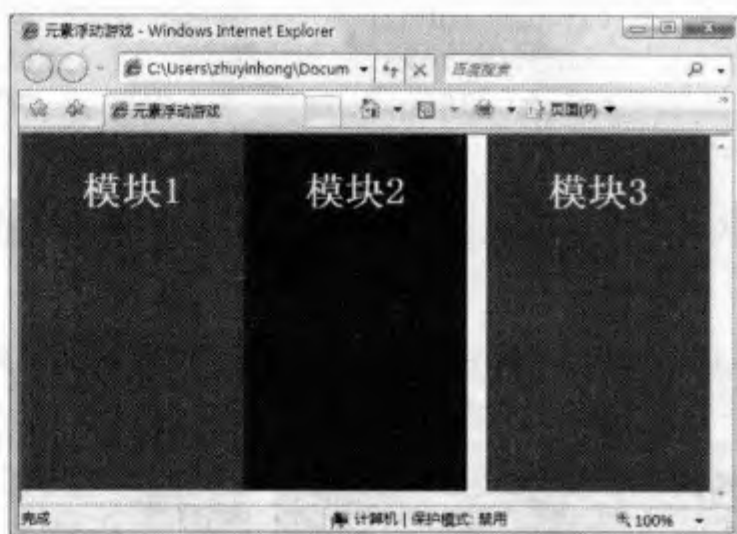 元素浮动游戏 - Windows Internet Explorer
C:\Users\zhuyinhong\Docum 百度搜索
元素浮动游戏 页面(P)
模块1 模块2 模块3
完成 计算机 | 保护模式: 禁用 100%